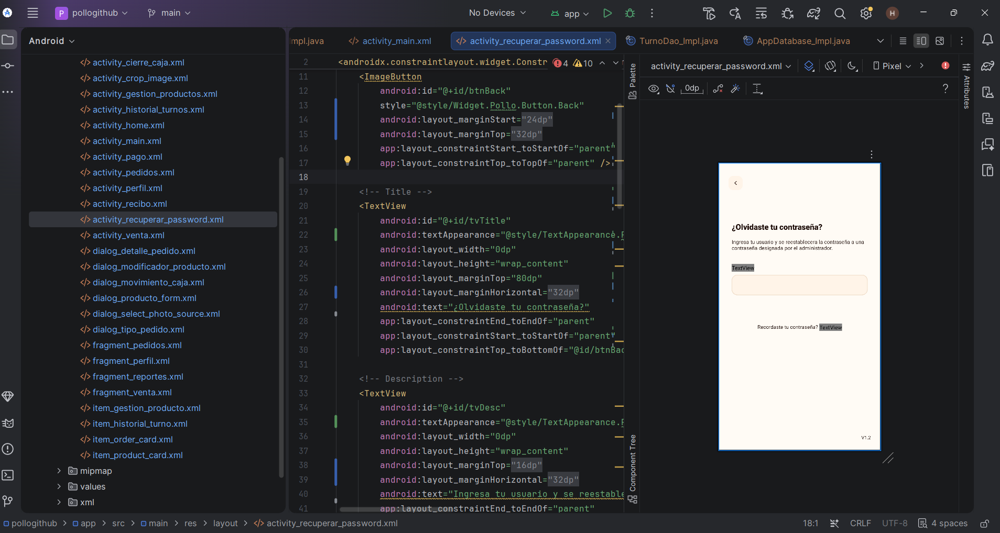 P pollogithub
main
No Devices
app
H
Android
activity_cierre_caja.xml
activity_crop_image.xml
activity_gestion_productos.xml
activity_historial_turnos.xml
activity_home.xml
activity_main.xml
activity_pago.xml
activity_pedidos.xml
activity_perfil.xml
activity_recibo.xml
activity_recuperar_password.xml
activity_venta.xml
dialog_detalle_pedido.xml
dialog_modificador_producto.xml
dialog_movimiento_caja.xml
dialog_producto_form.xml
dialog_select_photo_source.xml
dialog_tipo_pedido.xml
fragment_pedidos.xml
fragment_perfil.xml
fragment_reportes.xml
fragment_venta.xml
item_gestion_producto.xml
item_historial_turno.xml
item_order_card.xml
item_product_card.xml
mipmap
values
xml
mpl.java
activity_main.xml
activity_recuperar_password.xml
TurnoDao_Impl.java
AppDatabase_Impl.java
2 <androidx.constraintlayout.widget.Constr
4 10
11 <ImageButton
12 android:id="@+id/btnBack"
13 style="@style/Widget.Pollo.Button.Back"
14 android:layout_marginStart="24dp"
15 android:layout_marginTop="32dp"
16 app:layout_constraintStart_toStartOf="parent"
17 app:layout_constraintTop_toTopOf="parent" />
18
19 <!-- Title -->
20 <TextView
21 android:id="@+id/tvTitle"
22 android:textAppearance="@style/TextAppearance.P
23 android:layout_width="0dp"
24 android:layout_height="wrap_content"
25 android:layout_marginTop="80dp"
26 android:layout_marginHorizontal="32dp"
27 android:text="¿Olvidaste tu contraseña?"
28 app:layout_constraintEnd_toEndOf="parent"
29 app:layout_constraintStart_toStartOf="parent"
30 app:layout_constraintTop_toBottomOf="@id/btnBac
31
32 <!-- Description -->
33 <TextView
34 android:id="@+id/tvDesc"
35 android:textAppearance="@style/TextAppearance.P
36 android:layout_width="0dp"
37 android:layout_height="wrap_content"
38 android:layout_marginTop="16dp"
39 android:layout_marginHorizontal="32dp"
40 android:text="Ingresa tu usuario y se reestable
41 app:layout_constraintEnd_toEndOf="parent"
Palette
Component Tree
activity_recuperar_password.xml
Pixel
0dp
?
Attributes
¿Olvidaste tu contraseña?
Ingresa tu usuario y se reestablecera la contraseña a una
contraseña designada por el administrador.
TextView
Recordaste tu contraseña? TextView
V1.2
pollogithub > app > src > main > res > layout > activity_recuperar_password.xml
18:1
CRLF
UTF-8
4 spaces